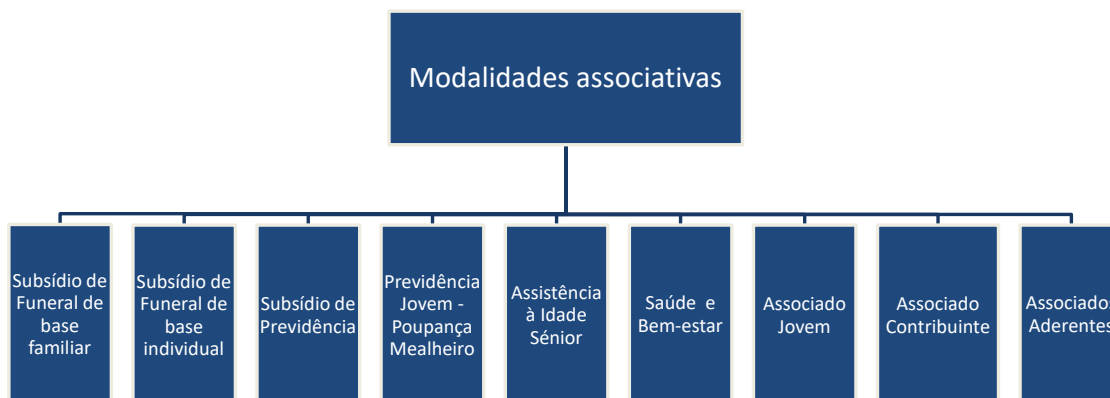 Modalidades associativas
Subsídio de
Funeral de
base
familiar
Subsídio de
Funeral de
base
individual
Subsídio de
Previdência
Previdência
Jovem -
Poupança
Mealheiro
Assistência
à Idade
Sénior
Saúde e
Bem-estar
Associado
Jovem
Associado
Contribuinte
Associados
Aderentes